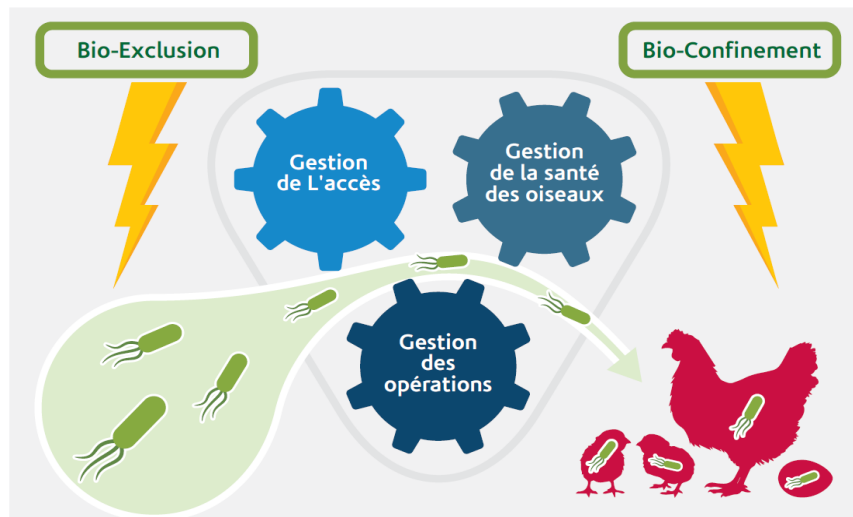 Bio-Exclusion
Bio-Confinement
Gestion
de L'accès
Gestion
de la santé
des oiseaux
Gestion
des
opérations